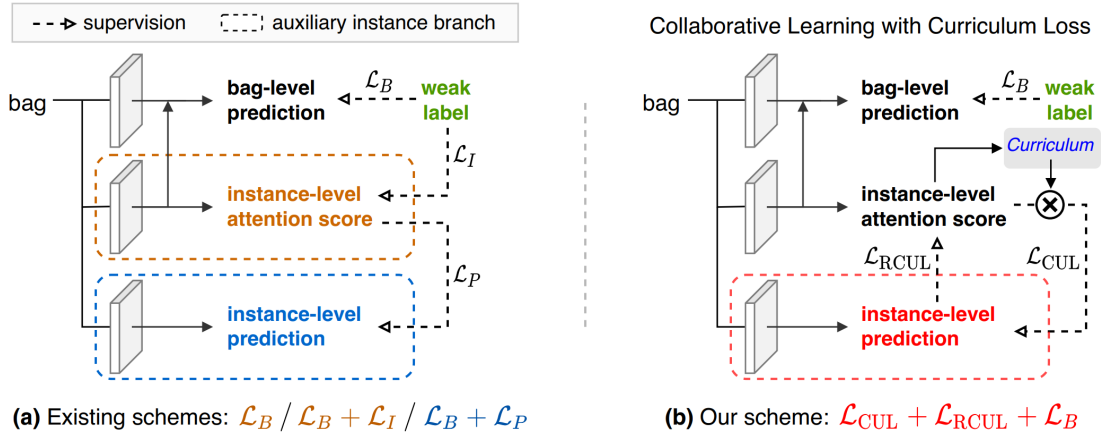 supervision
auxiliary instance branch
bag
bag-level
prediction
ℒ_B
weak
label
ℒ_I
instance-level
attention score
ℒ_P
instance-level
prediction
(a) Existing schemes: ℒ_B / ℒ_B + ℒ_I / ℒ_B + ℒ_P
Collaborative Learning with Curriculum Loss
bag
bag-level
prediction
ℒ_B
weak
label
Curriculum
instance-level
attention score
ℒ_RCUL
ℒ_CUL
instance-level
prediction
(b) Our scheme: ℒ_CUL + ℒ_RCUL + ℒ_B